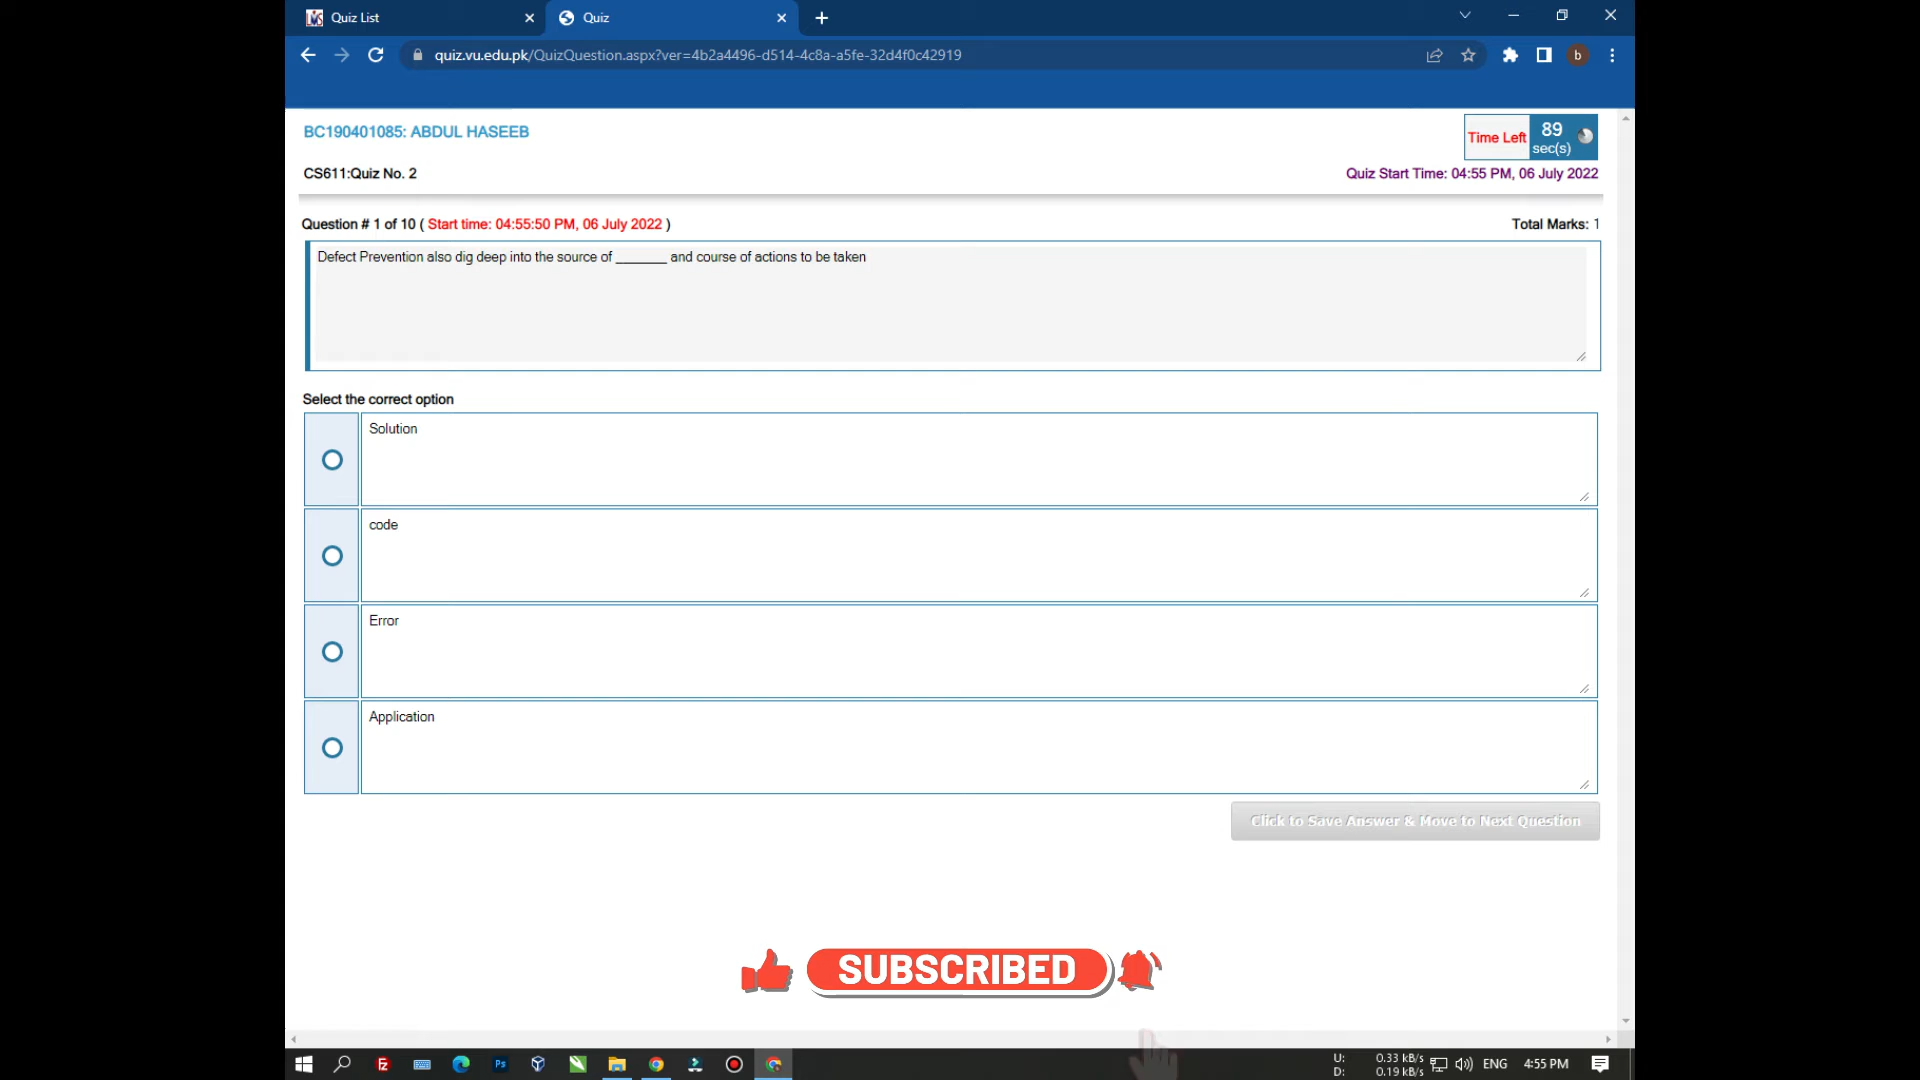 Quiz List
Quiz
quiz.vu.edu.pk/QuizQuestion.aspx?ver=4b2a4496-d514-4c8a-a5fe-32d4f0c42919
b
BC190401085: ABDUL HASEEB
Time Left 89 sec(s)
CS611:Quiz No. 2
Quiz Start Time: 04:55 PM, 06 July 2022
Question # 1 of 10 ( Start time: 04:55:50 PM, 06 July 2022 )
Total Marks: 1
Defect Prevention also dig deep into the source of _______ and course of actions to be taken
Select the correct option
Solution
code
Error
Application
Click to Save Answer & Move to Next Question
SUBSCRIBED
Fz
Ps
U: 0.33 kB/s
D: 0.19 kB/s
ENG
4:55 PM